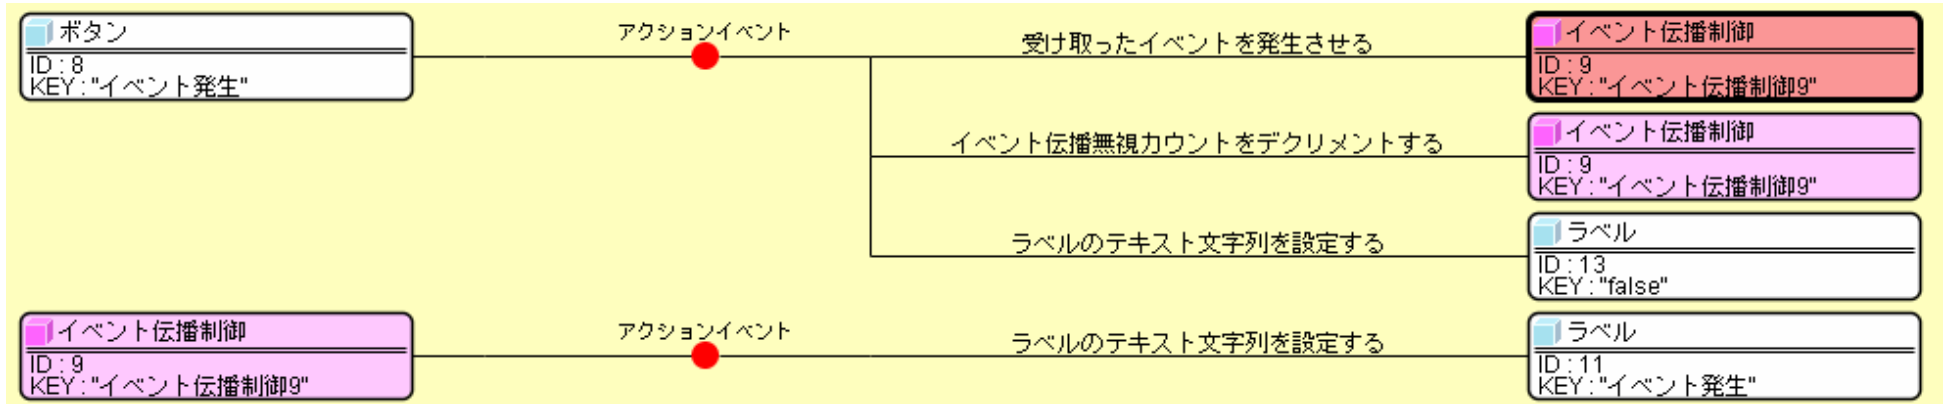 ボタン
ID : 8
KEY : "イベント発生"
アクションイベント
受け取ったイベントを発生させる
イベント伝播制御
ID : 9
KEY : "イベント伝播制御9"
イベント伝播無視カウントをデクリメントする
イベント伝播制御
ID : 9
KEY : "イベント伝播制御9"
ラベルのテキスト文字列を設定する
ラベル
ID : 13
KEY : "false"
イベント伝播制御
ID : 9
KEY : "イベント伝播制御9"
アクションイベント
ラベルのテキスト文字列を設定する
ラベル
ID : 11
KEY : "イベント発生"